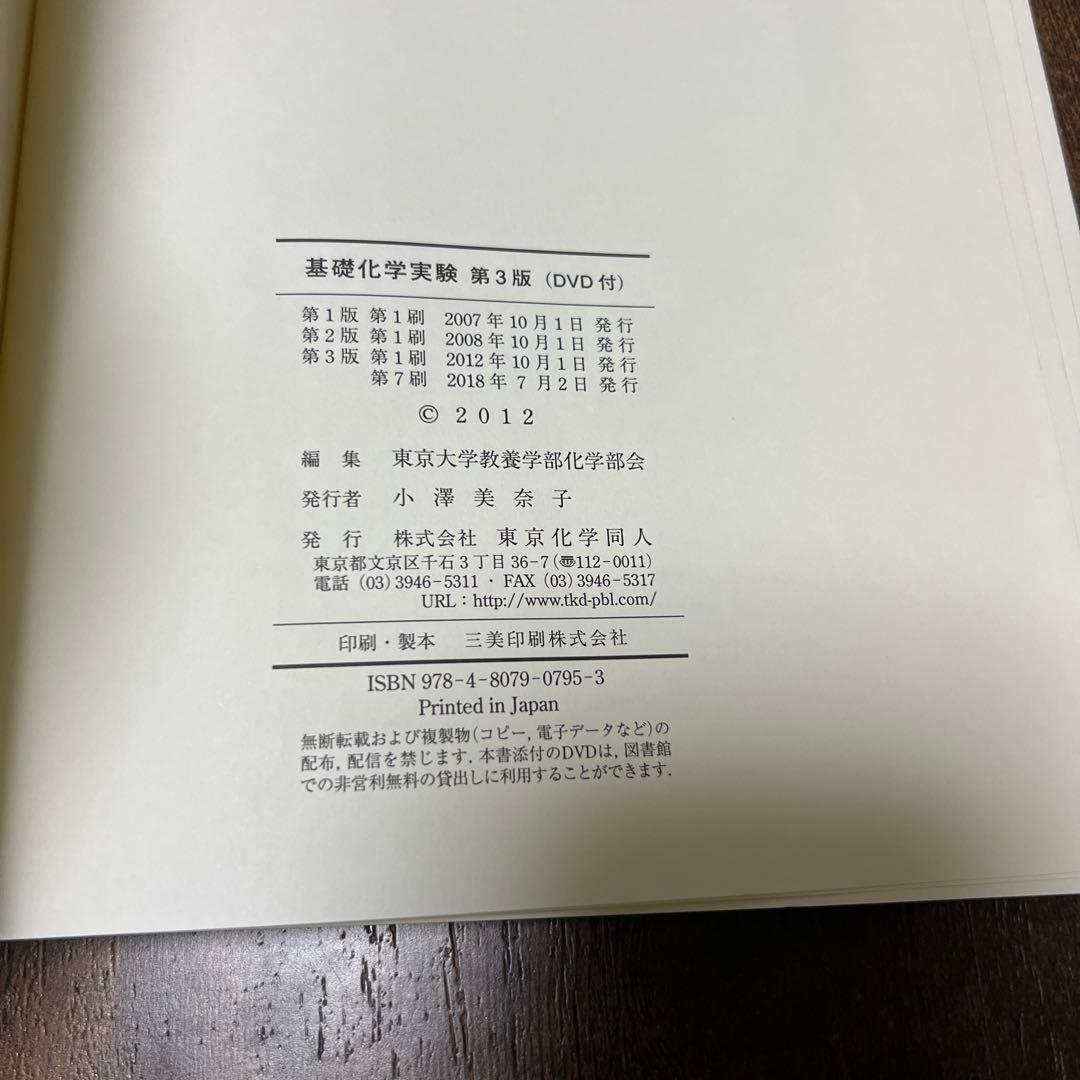 基礎化学実験 第3版(DVD付)
第1版 第1刷 2007年10月1日 発行
第2版 第1刷 2008年10月1日 発行
第3版 第1刷 2012年10月1日 発行
第7刷 2018年 7月2日 発行
© 2012
編 集 東京大学教養学部化学部会
発行者 小澤美奈子
発 行 株式会社 東京化学同人
東京都文京区千石3丁目36-7(〠112-0011)
電話 (03)3946-5311・FAX (03)3946-5317
URL:http://www.tkd-pbl.com/
印刷・製本 三美印刷株式会社
ISBN 978-4-8079-0795-3
Printed in Japan
無断転載および複製物(コピー,電子データなど)の
配布,配信を禁じます.本書添付のDVDは,図書館
での非営利無料の貸出しに利用することができます.